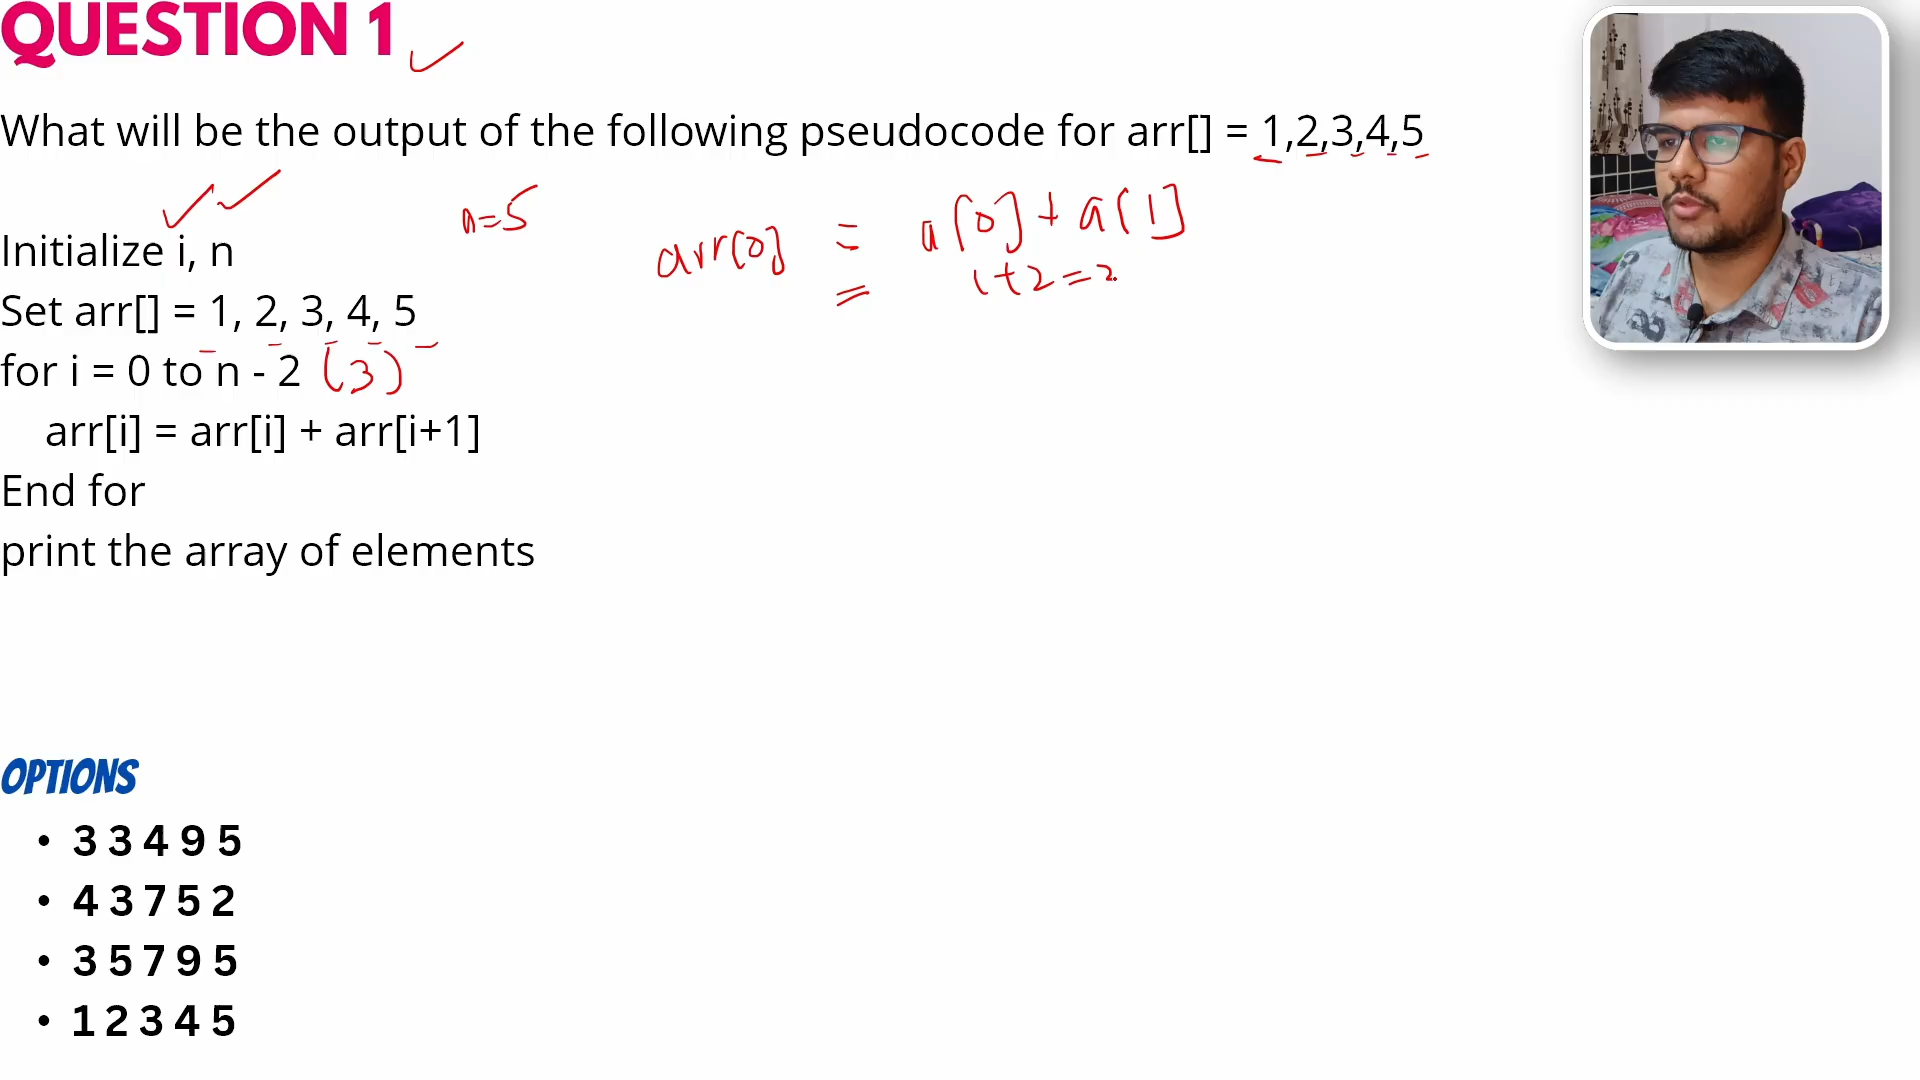 QUESTION 1
What will be the output of the following pseudocode for arr[] = 1,2,3,4,5
n=5
arr[0] = a[0] + a[1]
= 1+2=2
Initialize i, n
Set arr[] = 1, 2, 3, 4, 5
for i = 0 to n - 2 (3)
arr[i] = arr[i] + arr[i+1]
End for
print the array of elements
OPTIONS
• 3 3 4 9 5
• 4 3 7 5 2
• 3 5 7 9 5
• 1 2 3 4 5